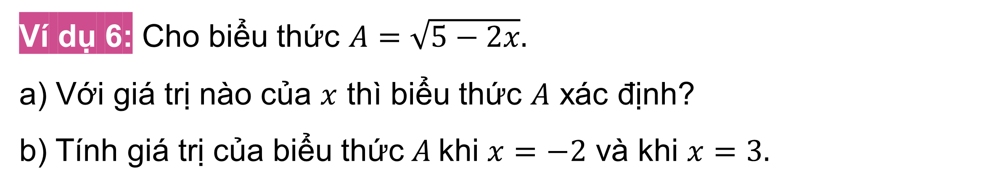 Ví dụ 6: Cho biểu thức A = √(5 − 2x).
a) Với giá trị nào của x thì biểu thức A xác định?
b) Tính giá trị của biểu thức A khi x = −2 và khi x = 3.